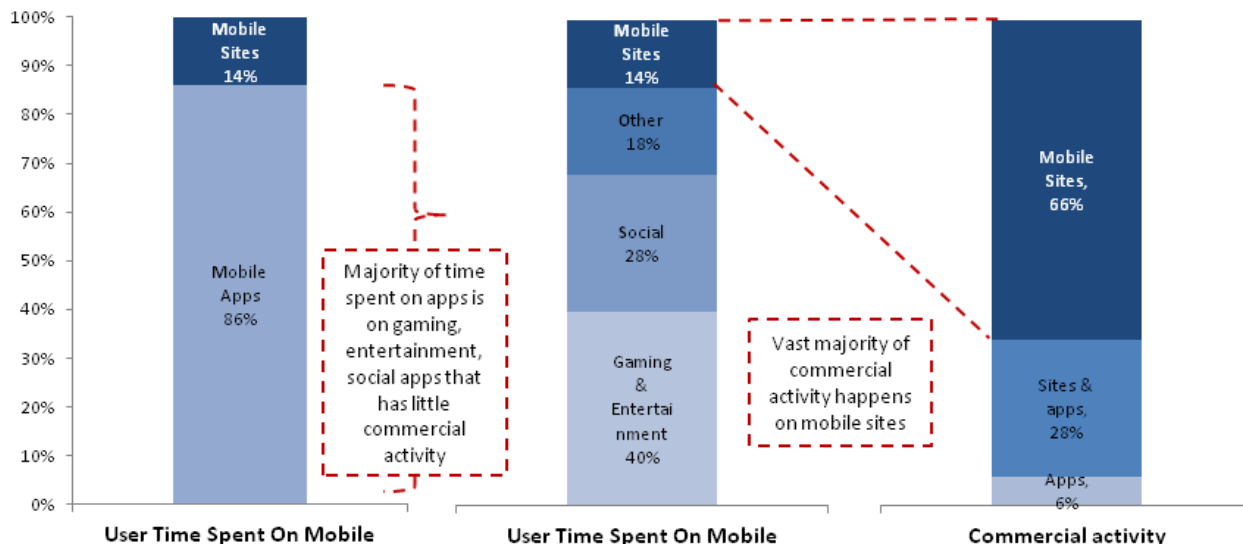 100%
90%
80%
70%
60%
50%
40%
30%
20%
10%
0%
Mobile
Sites
14%
Mobile
Apps
86%
User Time Spent On Mobile
Majority of time
spent on apps is
on gaming,
entertainment,
social apps that
has little
commercial
activity
Mobile
Sites
14%
Other
18%
Social
28%
Gaming
&
Entertai
nment
40%
User Time Spent On Mobile
Vast majority of
commercial
activity happens
on mobile sites
Mobile
Sites,
66%
Sites &
apps,
28%
Apps,
6%
Commercial activity